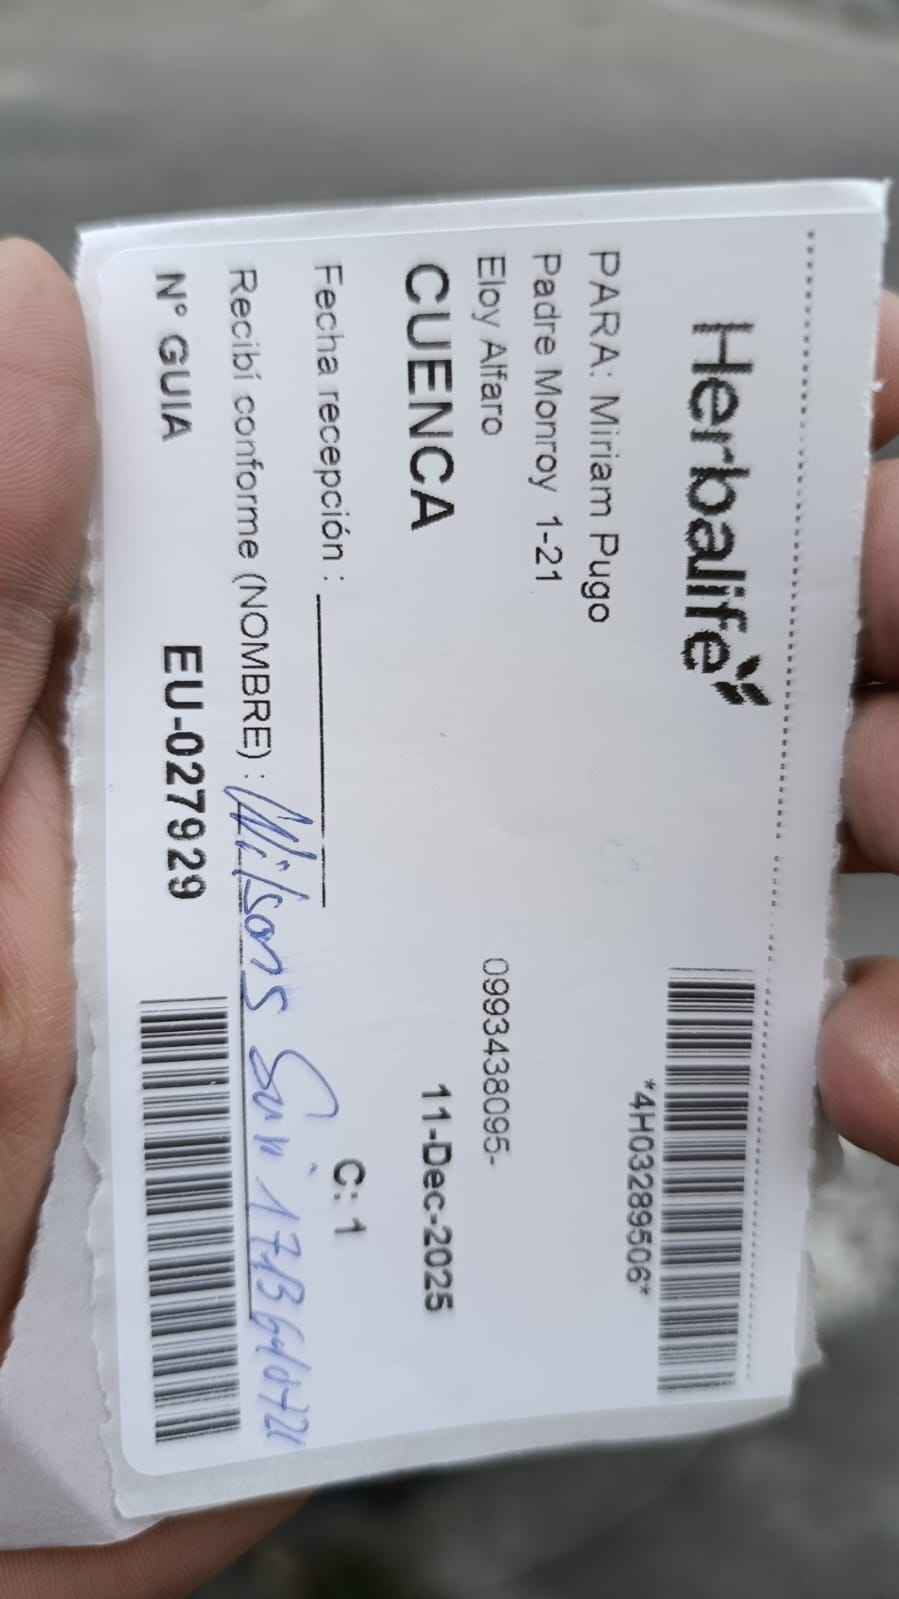 Herbalife
*4H03289506*
PARA: Miriam Pugo
Padre Monroy 1-21
Eloy Alfaro
0993438095-
CUENCA
11-Dec-2025
Fecha recepción :
C: 1
Recibí conforme (NOMBRE) : Wilson
Nº GUIA
EU-027929